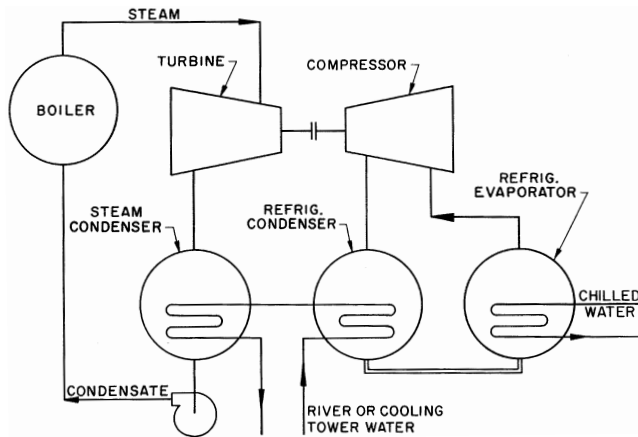 STEAM
TURBINE
COMPRESSOR
BOILER
REFRIG.
EVAPORATOR
STEAM
CONDENSER
REFRIG.
CONDENSER
CHILLED
WATER
CONDENSATE
RIVER OR COOLING
TOWER WATER